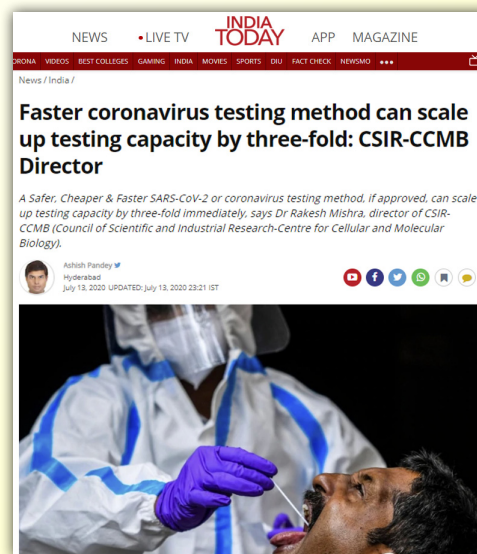 NEWS
•LIVE TV
INDIA
TODAY
APP
MAGAZINE
ORONA VIDEOS BEST COLLEGES GAMING INDIA MOVIES SPORTS DIU FACT CHECK NEWSMO •••
News / India /
Faster coronavirus testing method can scale
up testing capacity by three-fold: CSIR-CCMB
Director
A Safer, Cheaper & Faster SARS-CoV-2 or coronavirus testing method, if approved, can scale
up testing capacity by three-fold immediately, says Dr Rakesh Mishra, director of CSIR-
CCMB (Council of Scientific and Industrial Research-Centre for Cellular and Molecular
Biology).
Ashish Pandey
Hyderabad
July 13, 2020 UPDATED: July 13, 2020 23:21 IST